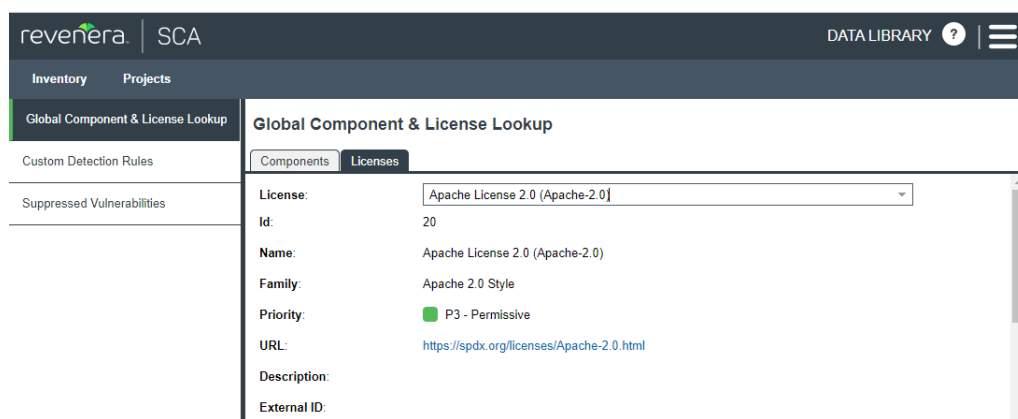 revenera. SCA
DATA LIBRARY ?
Inventory Projects
Global Component & License Lookup
Custom Detection Rules
Suppressed Vulnerabilities
Global Component & License Lookup
Components Licenses
License: Apache License 2.0 (Apache-2.0)
Id: 20
Name: Apache License 2.0 (Apache-2.0)
Family: Apache 2.0 Style
Priority: P3 - Permissive
URL: https://spdx.org/licenses/Apache-2.0.html
Description:
External ID: